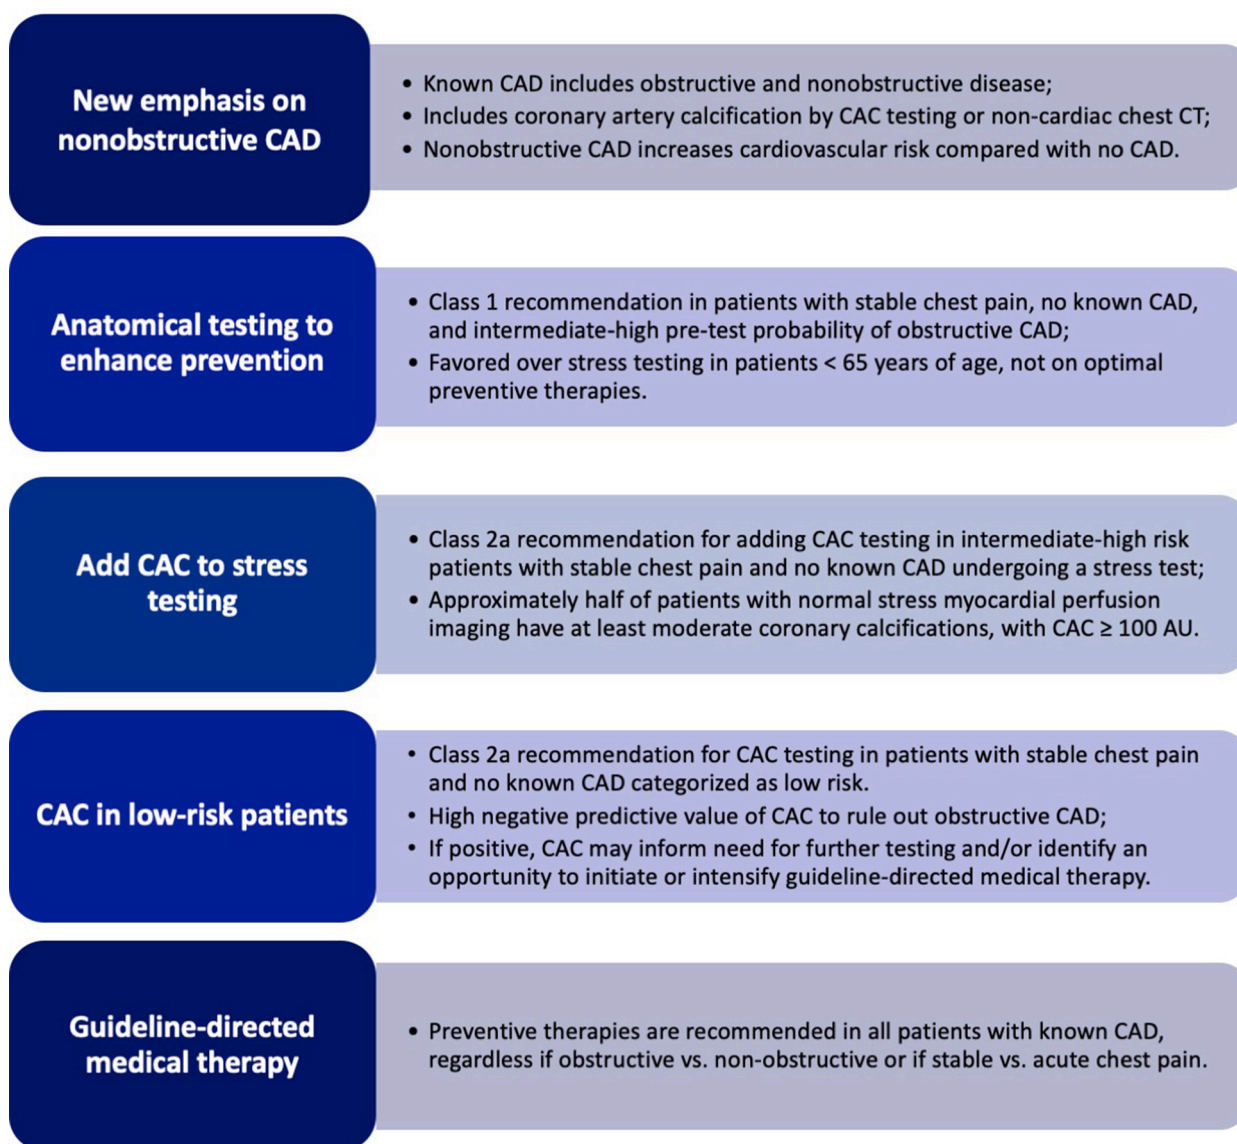 New emphasis on
nonobstructive CAD
• Known CAD includes obstructive and nonobstructive disease;
• Includes coronary artery calcification by CAC testing or non-cardiac chest CT;
• Nonobstructive CAD increases cardiovascular risk compared with no CAD.
Anatomical testing to
enhance prevention
• Class 1 recommendation in patients with stable chest pain, no known CAD,
and intermediate-high pre-test probability of obstructive CAD;
• Favored over stress testing in patients < 65 years of age, not on optimal
preventive therapies.
Add CAC to stress
testing
• Class 2a recommendation for adding CAC testing in intermediate-high risk
patients with stable chest pain and no known CAD undergoing a stress test;
• Approximately half of patients with normal stress myocardial perfusion
imaging have at least moderate coronary calcifications, with CAC ≥ 100 AU.
CAC in low-risk patients
• Class 2a recommendation for CAC testing in patients with stable chest pain
and no known CAD categorized as low risk.
• High negative predictive value of CAC to rule out obstructive CAD;
• If positive, CAC may inform need for further testing and/or identify an
opportunity to initiate or intensify guideline-directed medical therapy.
Guideline-directed
medical therapy
• Preventive therapies are recommended in all patients with known CAD,
regardless if obstructive vs. non-obstructive or if stable vs. acute chest pain.